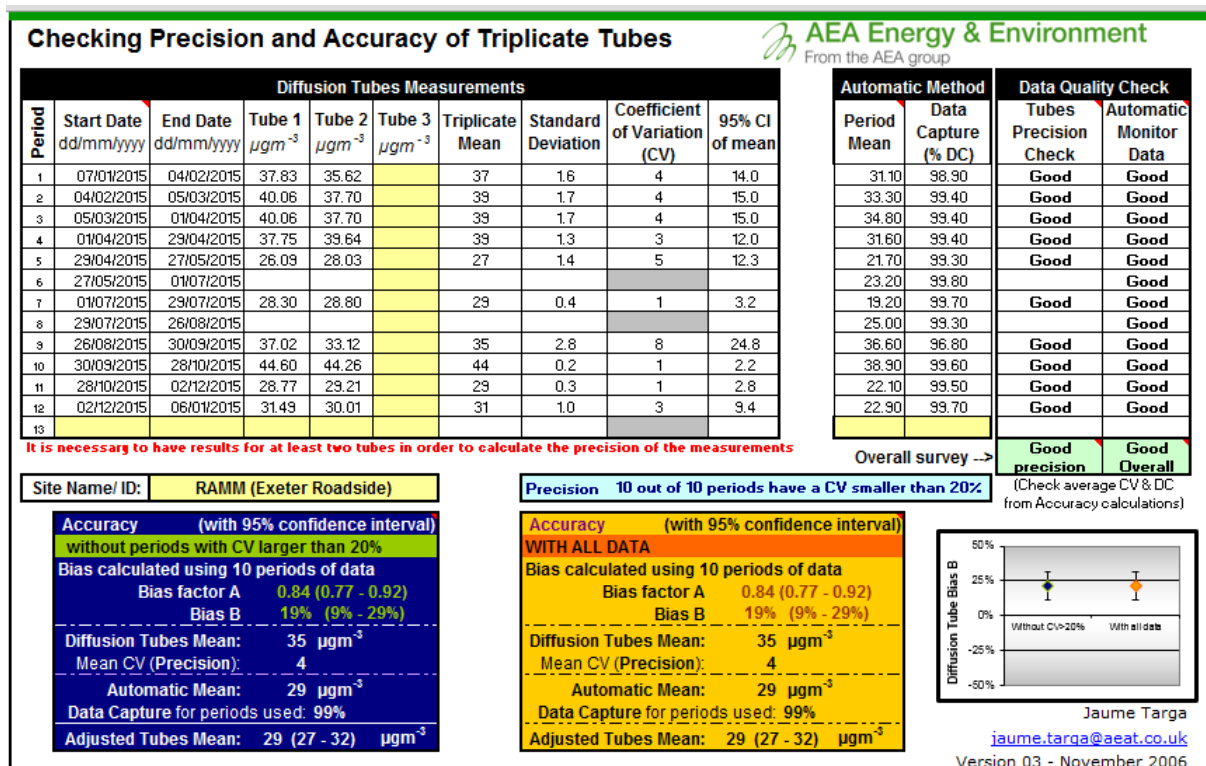 Checking Precision and Accuracy of Triplicate Tubes
AEA Energy & Environment
From the AEA group
Diffusion Tubes Measurements
Automatic Method
Data Quality Check
Period
Start Date dd/mm/yyyy
End Date dd/mm/yyyy
Tube 1 µgm-3
Tube 2 µgm-3
Tube 3 µgm-3
Triplicate Mean
Standard Deviation
Coefficient of Variation (CV)
95% CI of mean
Period Mean
Data Capture (% DC)
Tubes Precision Check
Automatic Monitor Data
1 07/01/2015 04/02/2015 37.83 35.62 37 1.6 4 14.0 31.10 98.90 Good Good
2 04/02/2015 05/03/2015 40.06 37.70 39 1.7 4 15.0 33.30 99.40 Good Good
3 05/03/2015 01/04/2015 40.06 37.70 39 1.7 4 15.0 34.80 99.40 Good Good
4 01/04/2015 29/04/2015 37.75 39.64 39 1.3 3 12.0 31.60 99.40 Good Good
5 29/04/2015 27/05/2015 26.09 28.03 27 1.4 5 12.3 21.70 99.30 Good Good
6 27/05/2015 01/07/2015 23.20 99.80 Good
7 01/07/2015 29/07/2015 28.30 28.80 29 0.4 1 3.2 19.20 99.70 Good Good
8 29/07/2015 26/08/2015 25.00 99.30 Good
9 26/08/2015 30/09/2015 37.02 33.12 35 2.8 8 24.8 36.60 96.80 Good Good
10 30/09/2015 28/10/2015 44.60 44.26 44 0.2 1 2.2 38.90 99.60 Good Good
11 28/10/2015 02/12/2015 28.77 29.21 29 0.3 1 2.8 22.10 99.50 Good Good
12 02/12/2015 06/01/2015 31.49 30.01 31 1.0 3 9.4 22.90 99.70 Good Good
13
It is necessary to have results for at least two tubes in order to calculate the precision of the measurements
Overall survey -->
Good precision
Good Overall
(Check average CV & DC from Accuracy calculations)
Site Name/ ID: RAMM (Exeter Roadside)
Precision 10 out of 10 periods have a CV smaller than 20%
Accuracy (with 95% confidence interval)
without periods with CV larger than 20%
Bias calculated using 10 periods of data
Bias factor A 0.84 (0.77 - 0.92)
Bias B 19% (9% - 29%)
Diffusion Tubes Mean: 35 µgm-3
Mean CV (Precision): 4
Automatic Mean: 29 µgm-3
Data Capture for periods used: 99%
Adjusted Tubes Mean: 29 (27 - 32) µgm-3
Accuracy (with 95% confidence interval)
WITH ALL DATA
Bias calculated using 10 periods of data
Bias factor A 0.84 (0.77 - 0.92)
Bias B 19% (9% - 29%)
Diffusion Tubes Mean: 35 µgm-3
Mean CV (Precision): 4
Automatic Mean: 29 µgm-3
Data Capture for periods used: 99%
Adjusted Tubes Mean: 29 (27 - 32) µgm-3
Diffusion Tube Bias B
50%
25%
0%
-25%
-50%
Without CV>20%
With all data
Jaume Targa
jaume.targa@aeat.co.uk
Version 03 - November 2006